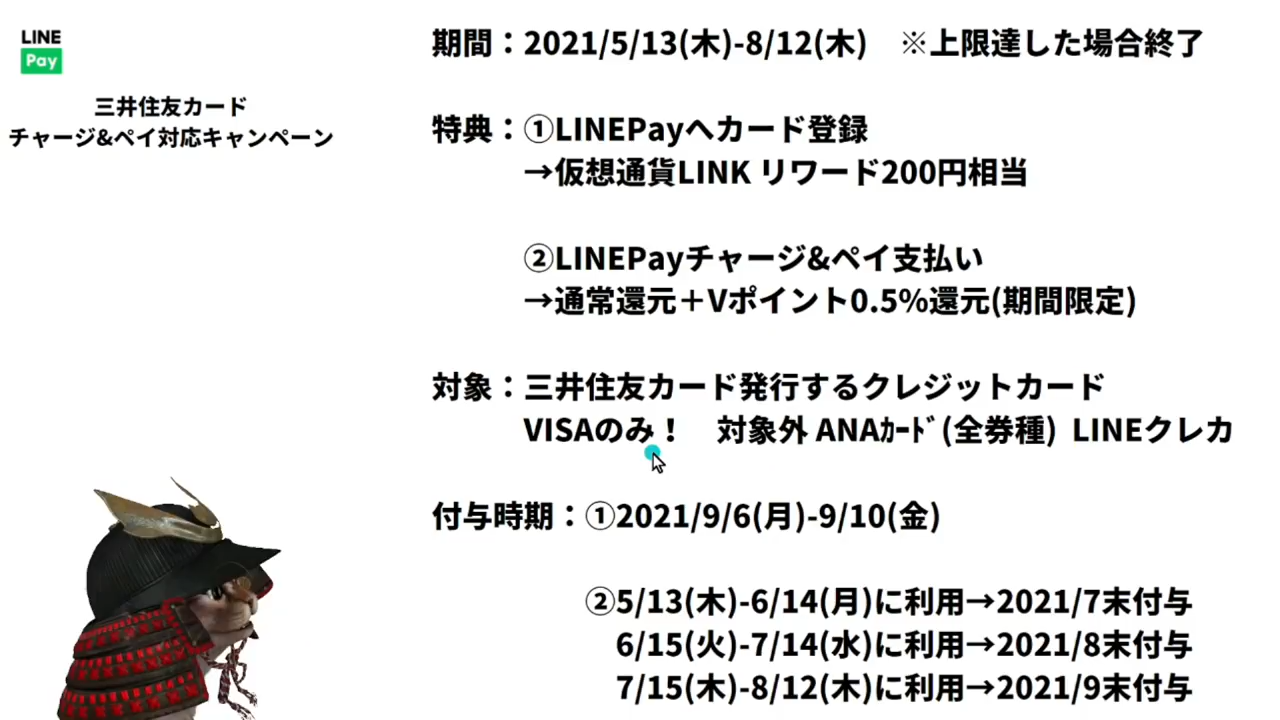 LINE
Pay
三井住友カード
チャージ&ペイ対応キャンペーン
期間：2021/5/13(木)-8/12(木)　※上限達した場合終了
特典：①LINEPayへカード登録
→仮想通貨LINK リワード200円相当
②LINEPayチャージ&ペイ支払い
→通常還元＋Vポイント0.5%還元(期間限定)
対象：三井住友カード発行するクレジットカード
VISAのみ！　対象外 ANAｶｰﾄﾞ(全券種) LINEクレカ
付与時期：①2021/9/6(月)-9/10(金)
②5/13(木)-6/14(月)に利用→2021/7末付与
6/15(火)-7/14(水)に利用→2021/8末付与
7/15(木)-8/12(木)に利用→2021/9末付与